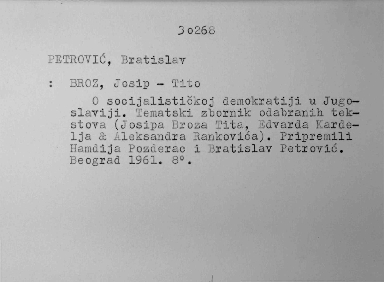 30268
PETROVIĆ, Bratislav
: BROZ, Josip - Tito
O socijalističkoj demokratiji u Jugo-
slaviji. Tematski zbornik odabranih tek-
stova (Josipa Broza Tita, Edvarda Karde-
lja & Aleksandra Rankovića). Pripremili
Hamdija Pozderac i Bratislav Petrović.
Beograd 1961. 8°.